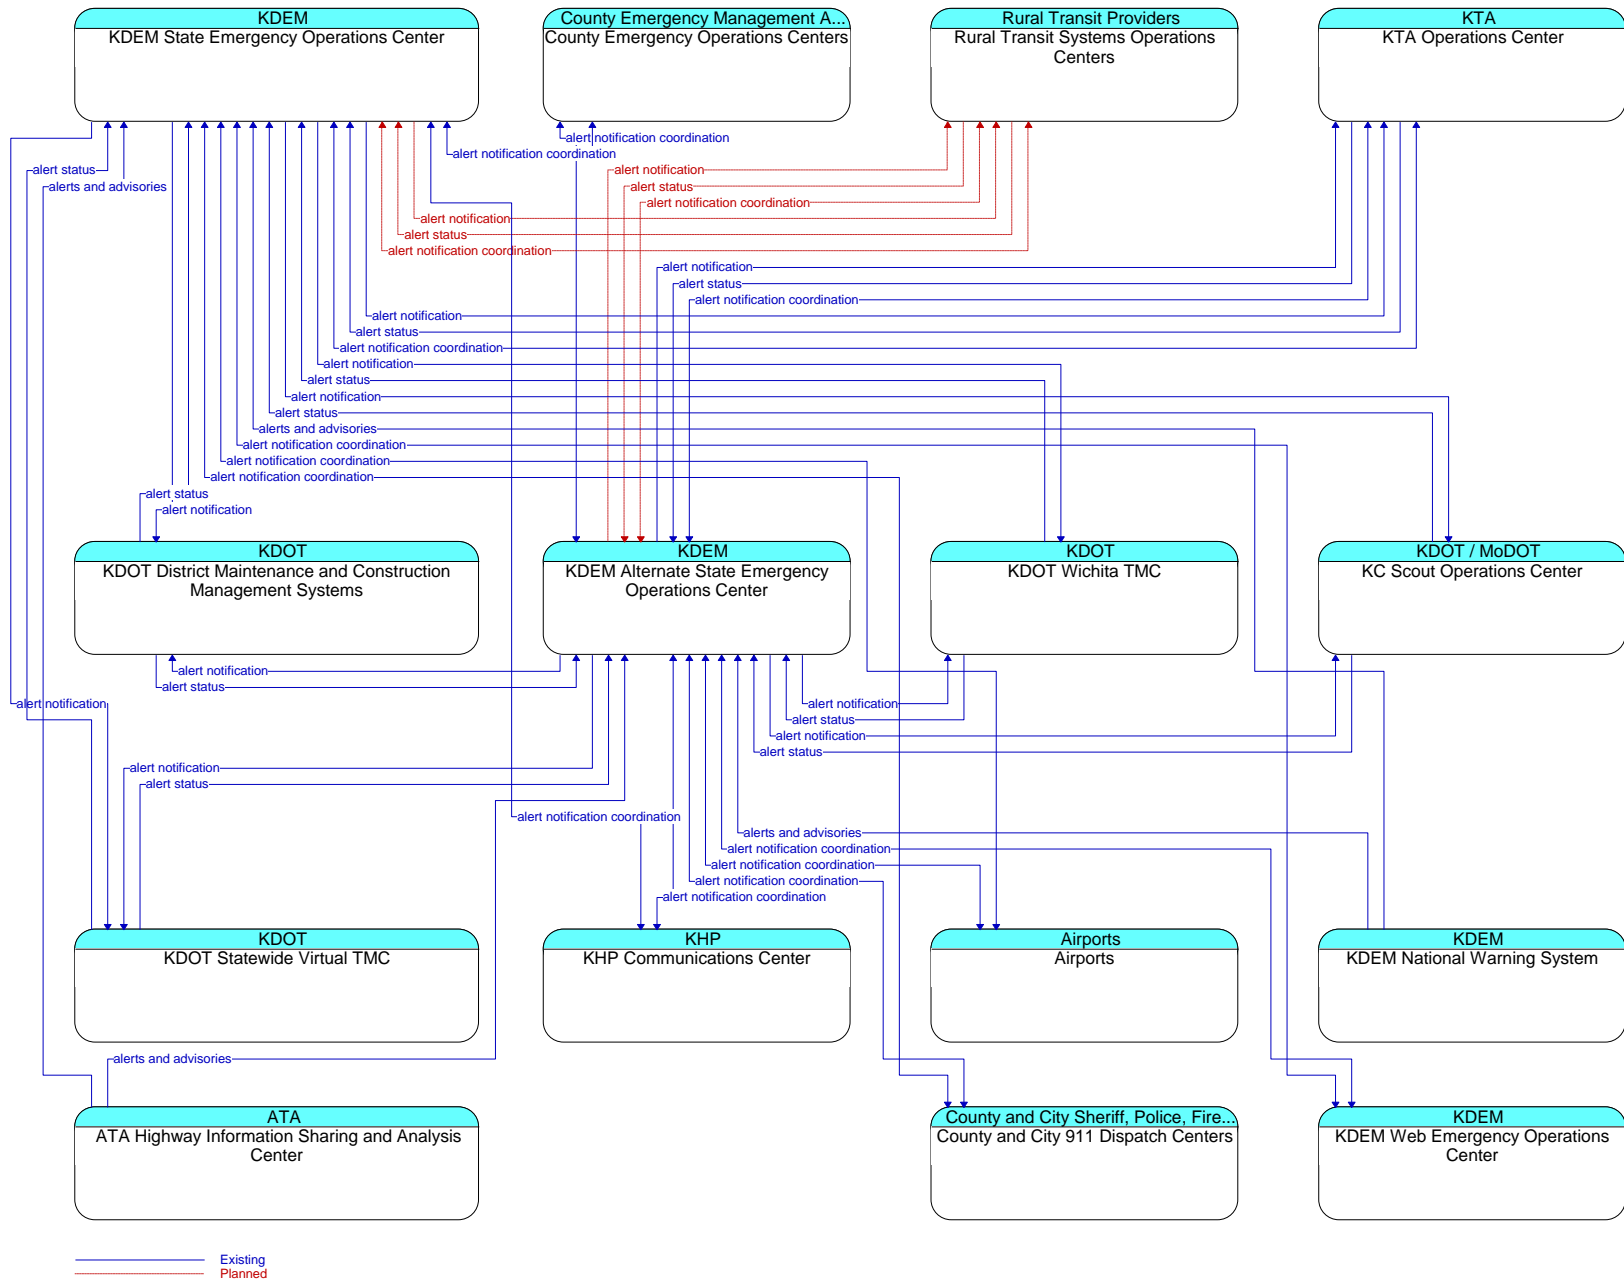 KDEM
KDEM State Emergency Operations Center
County Emergency Management A...
County Emergency Operations Centers
Rural Transit Providers
Rural Transit Systems Operations
Centers
KTA
KTA Operations Center
alert notification coordination
alert notification coordination
alert status
alerts and advisories
alert notification
alert status
alert notification coordination
alert notification
alert status
alert notification coordination
alert notification
alert status
alert notification coordination
alert notification
alert status
alert notification coordination
alert notification
alert status
alert notification
alert status
alerts and advisories
alert notification coordination
alert notification coordination
alert notification coordination
alert status
alert notification
KDOT
KDOT District Maintenance and Construction
Management Systems
KDEM
KDEM Alternate State Emergency
Operations Center
KDOT
KDOT Wichita TMC
KDOT / MoDOT
KC Scout Operations Center
alert notification
alert status
alert notification
alert notification
alert status
alert notification
alert status
alert notification
alert status
alert notification coordination
alerts and advisories
alert notification coordination
alert notification coordination
alert notification coordination
alert notification coordination
KDOT
KDOT Statewide Virtual TMC
KHP
KHP Communications Center
Airports
Airports
KDEM
KDEM National Warning System
alerts and advisories
ATA
ATA Highway Information Sharing and Analysis
Center
County and City Sheriff, Police, Fire...
County and City 911 Dispatch Centers
KDEM
KDEM Web Emergency Operations
Center
Existing
Planned